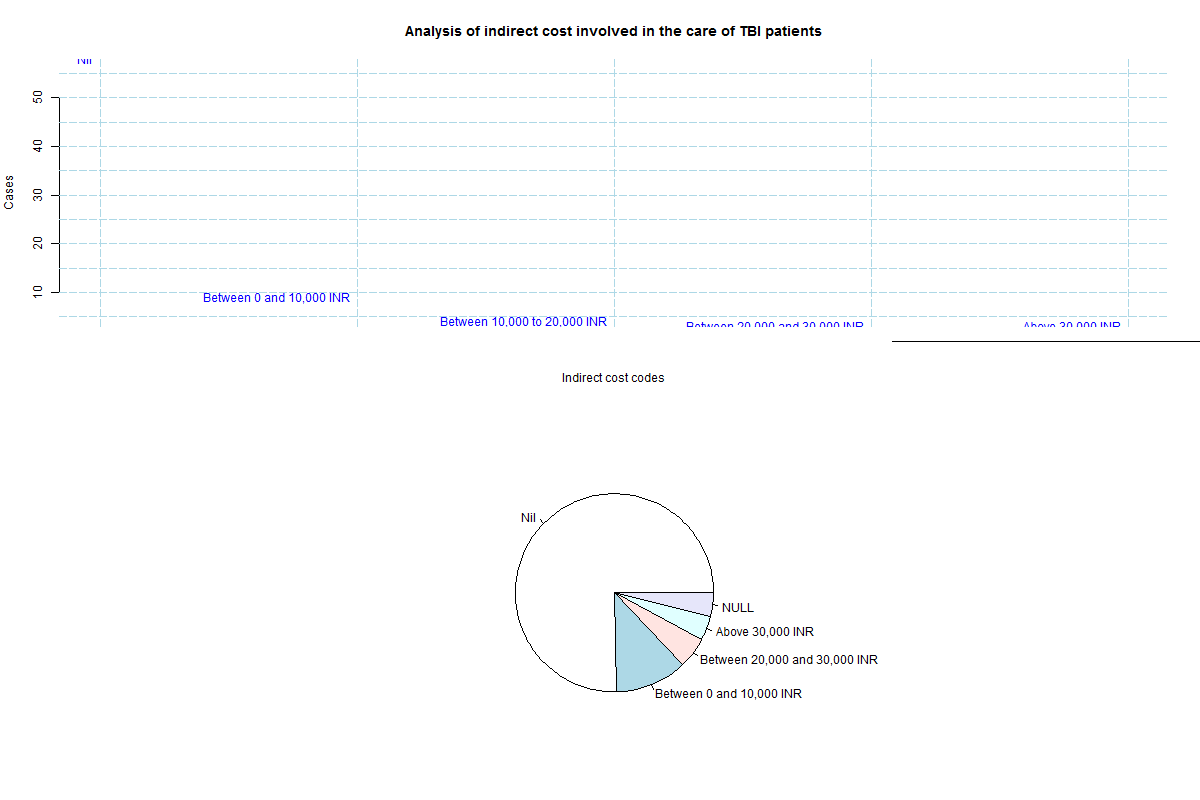 Analysis of indirect cost involved in the care of TBI patients
Nil
50
40
30
20
10
Cases
Between 0 and 10,000 INR
Between 10,000 to 20,000 INR
Between 20,000 and 30,000 INR
Above 30,000 INR
Indirect cost codes
Nil
NULL
Above 30,000 INR
Between 20,000 and 30,000 INR
Between 0 and 10,000 INR